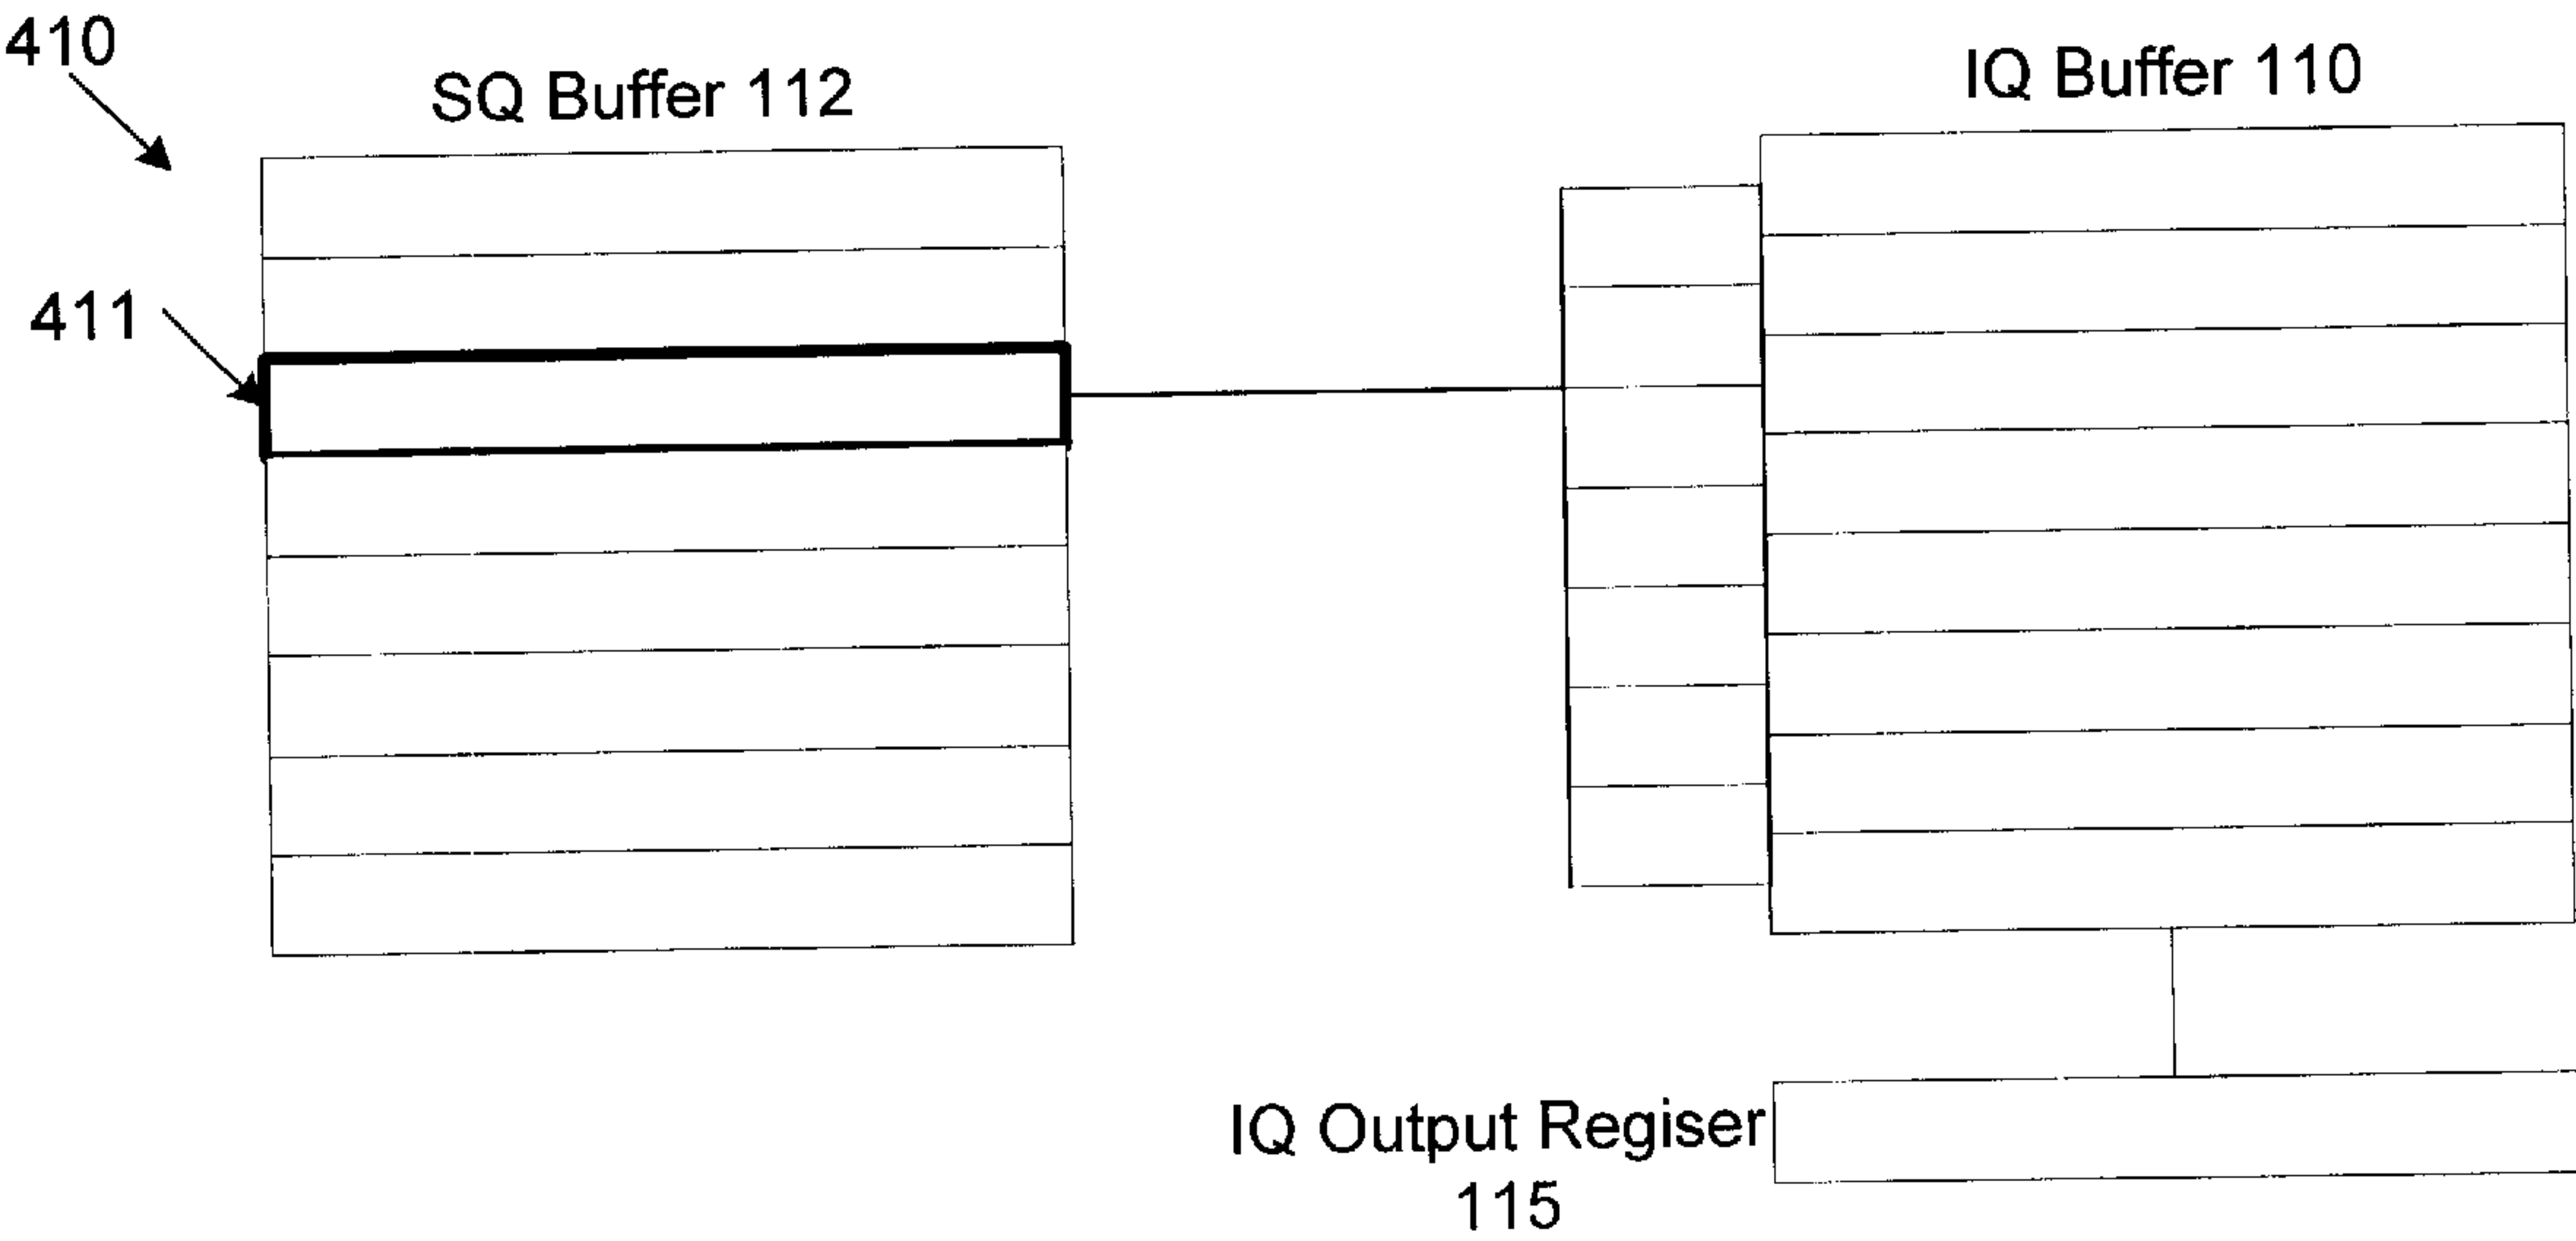 410
SQ Buffer 112
IQ Buffer 110
411
IQ Output Regiser
115